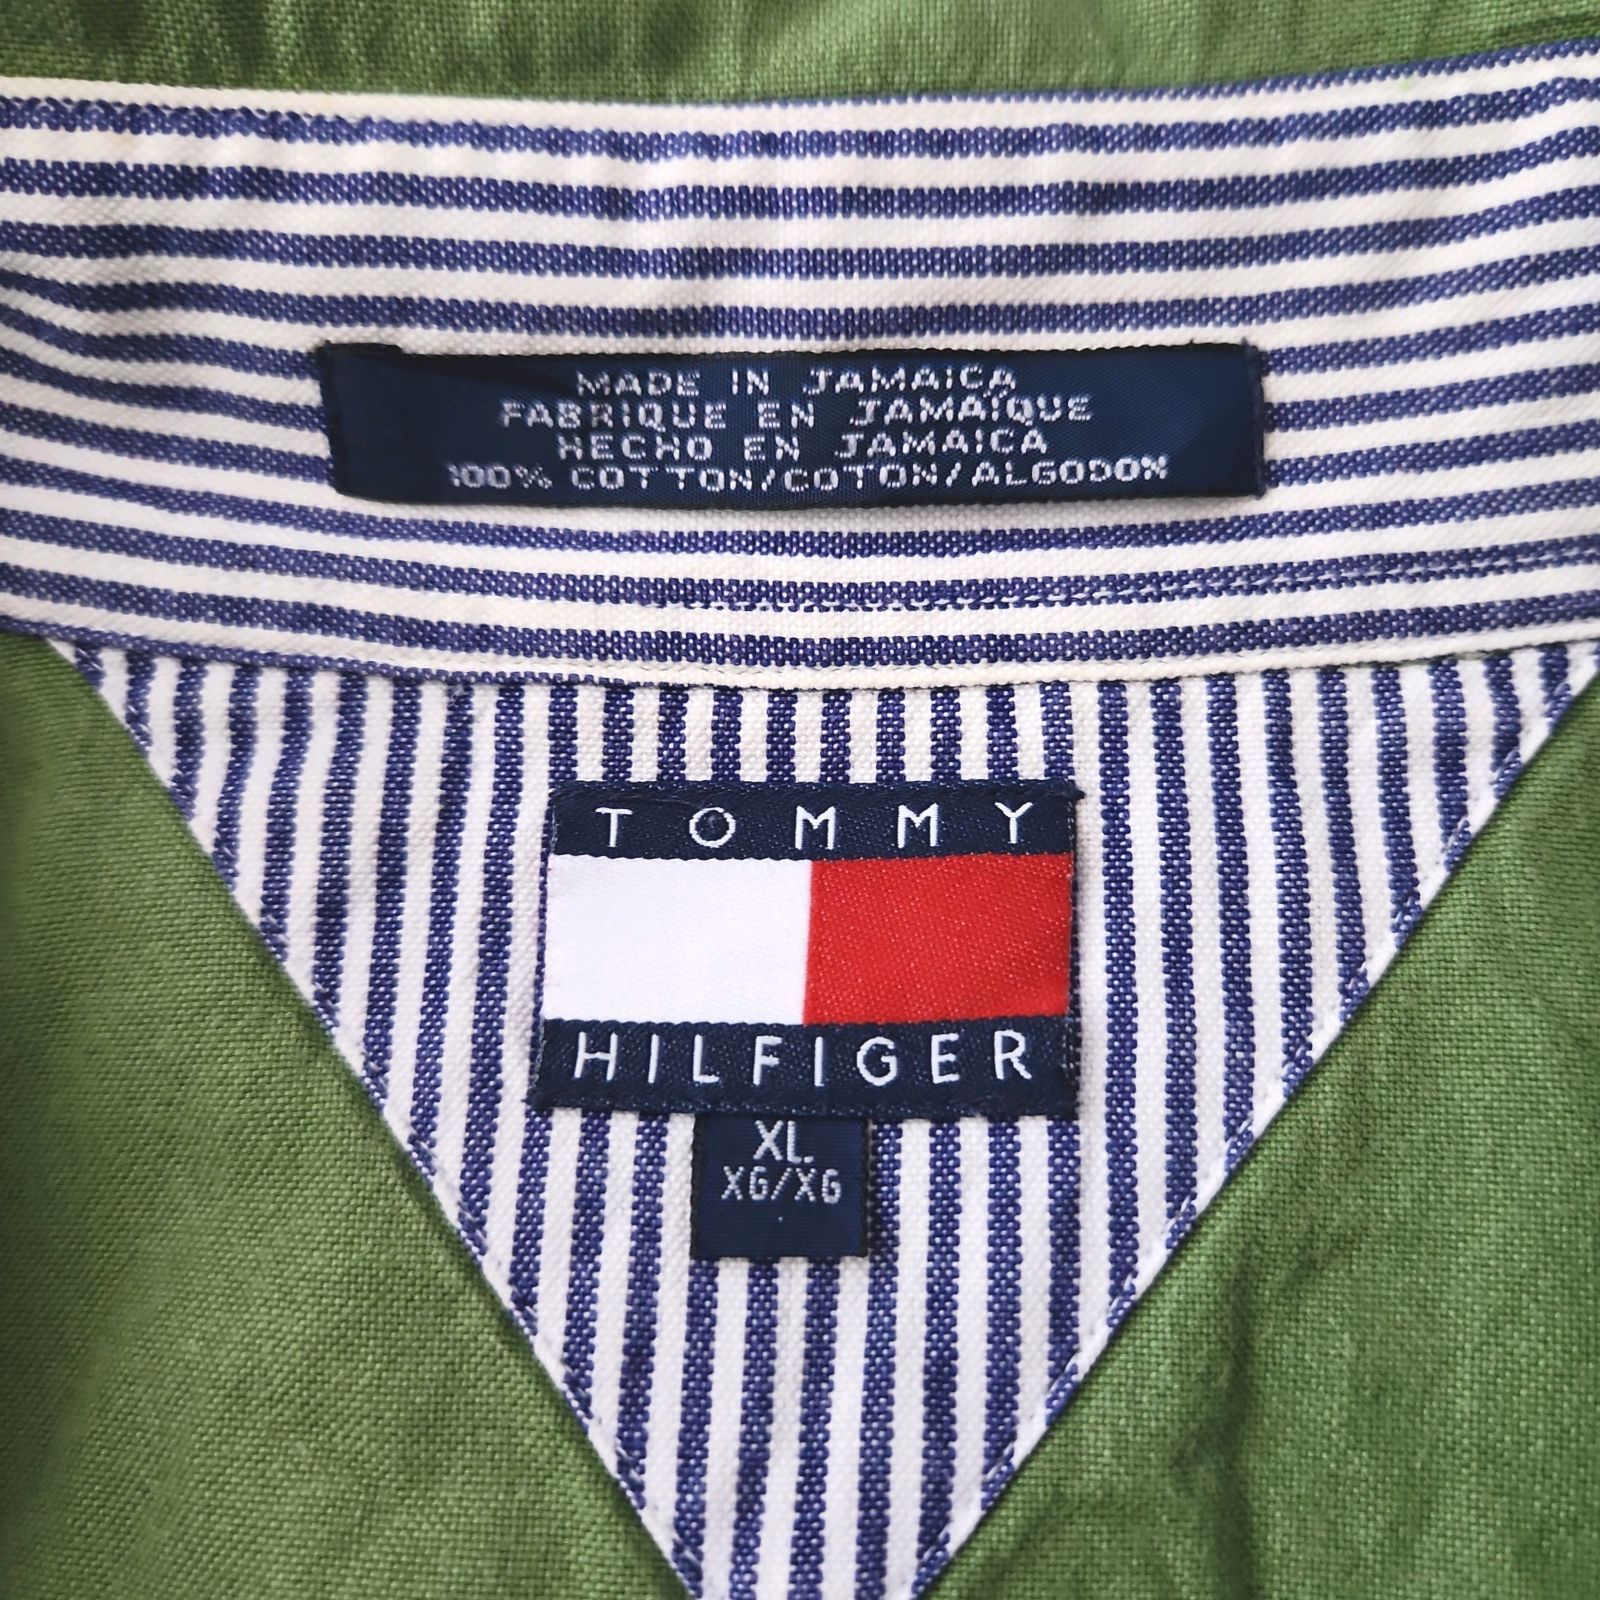 MADE IN JAMAICA
FABRIQUE EN JAMAÏQUE
HECHO EN JAMAICA
100% COTTON/COTON/ALGODON
TOMMY
HILFIGER
XL
XG/XG